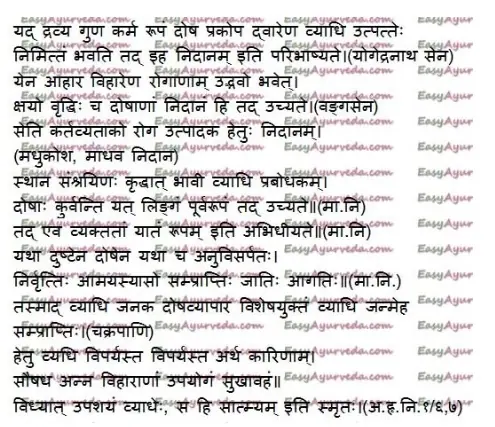 यद् द्रव्य गुण कर्म रूपं दोष प्रकोप द्वारेण व्याधि उत्पत्तेः
निमित्तं भवति तद् इह निदानम् इति परिभाष्यते।(योगेंद्रनाथ सेन)
येन आहार विहारेण रोगाणाम् उद्भवो भवेत्।
क्षयो वृद्धिः च दोषाणां निदानं हि तद् उच्यते।(वङ्गसेन)
सेति कर्तव्यताको रोग उत्पादक हेतुः निदानम्।
(मधुकोश, माधव निदान)
स्थान संश्रयिणः क्रुद्धात् भावी व्याधि प्रबोधकम्।
दोषाः कुर्वन्ति यत् लिङ्गं पूर्वरूपं तद् उच्यते॥(मा.नि)
तद् एव व्यक्ततां यातं रूपम् इति अभिधीयते॥(मा.नि)
यथा दुष्टेन दोषेन यथा च अनुविसर्पतः।
निर्वृत्तिः आमयस्यासो सम्प्राप्तिः जातिः आगतिः॥(मा.नि.)
तस्माद् व्याधि जनक दोषव्यापार विशेषयुक्तं व्याधि जन्मेह
सम्प्राप्तिः।(चक्रपाणि)
हेतु व्यधि विपर्यस्त विपर्यस्त अर्थ कारिणाम्।
सौषध अन्न विहाराणां उपयोगं सुखावहं॥
विध्यात् उपशयं व्याधेः, स हि सात्म्यम् इति स्मृतः।(अ.हृ.नि.१/६,७)